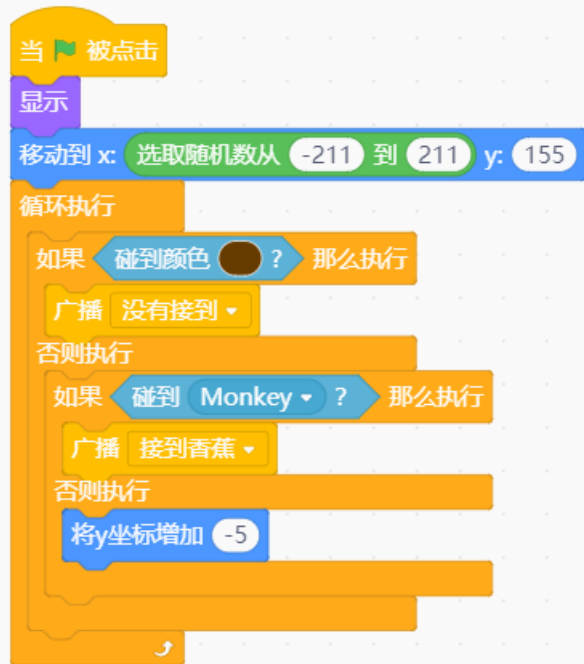 当 被点击
显示
移动到 x: 选取随机数从 -211 到 211 y: 155
循环执行
如果 碰到颜色 ? 那么执行
广播 没有接到
否则执行
如果 碰到 Monkey ? 那么执行
广播 接到香蕉
否则执行
将y坐标增加 -5